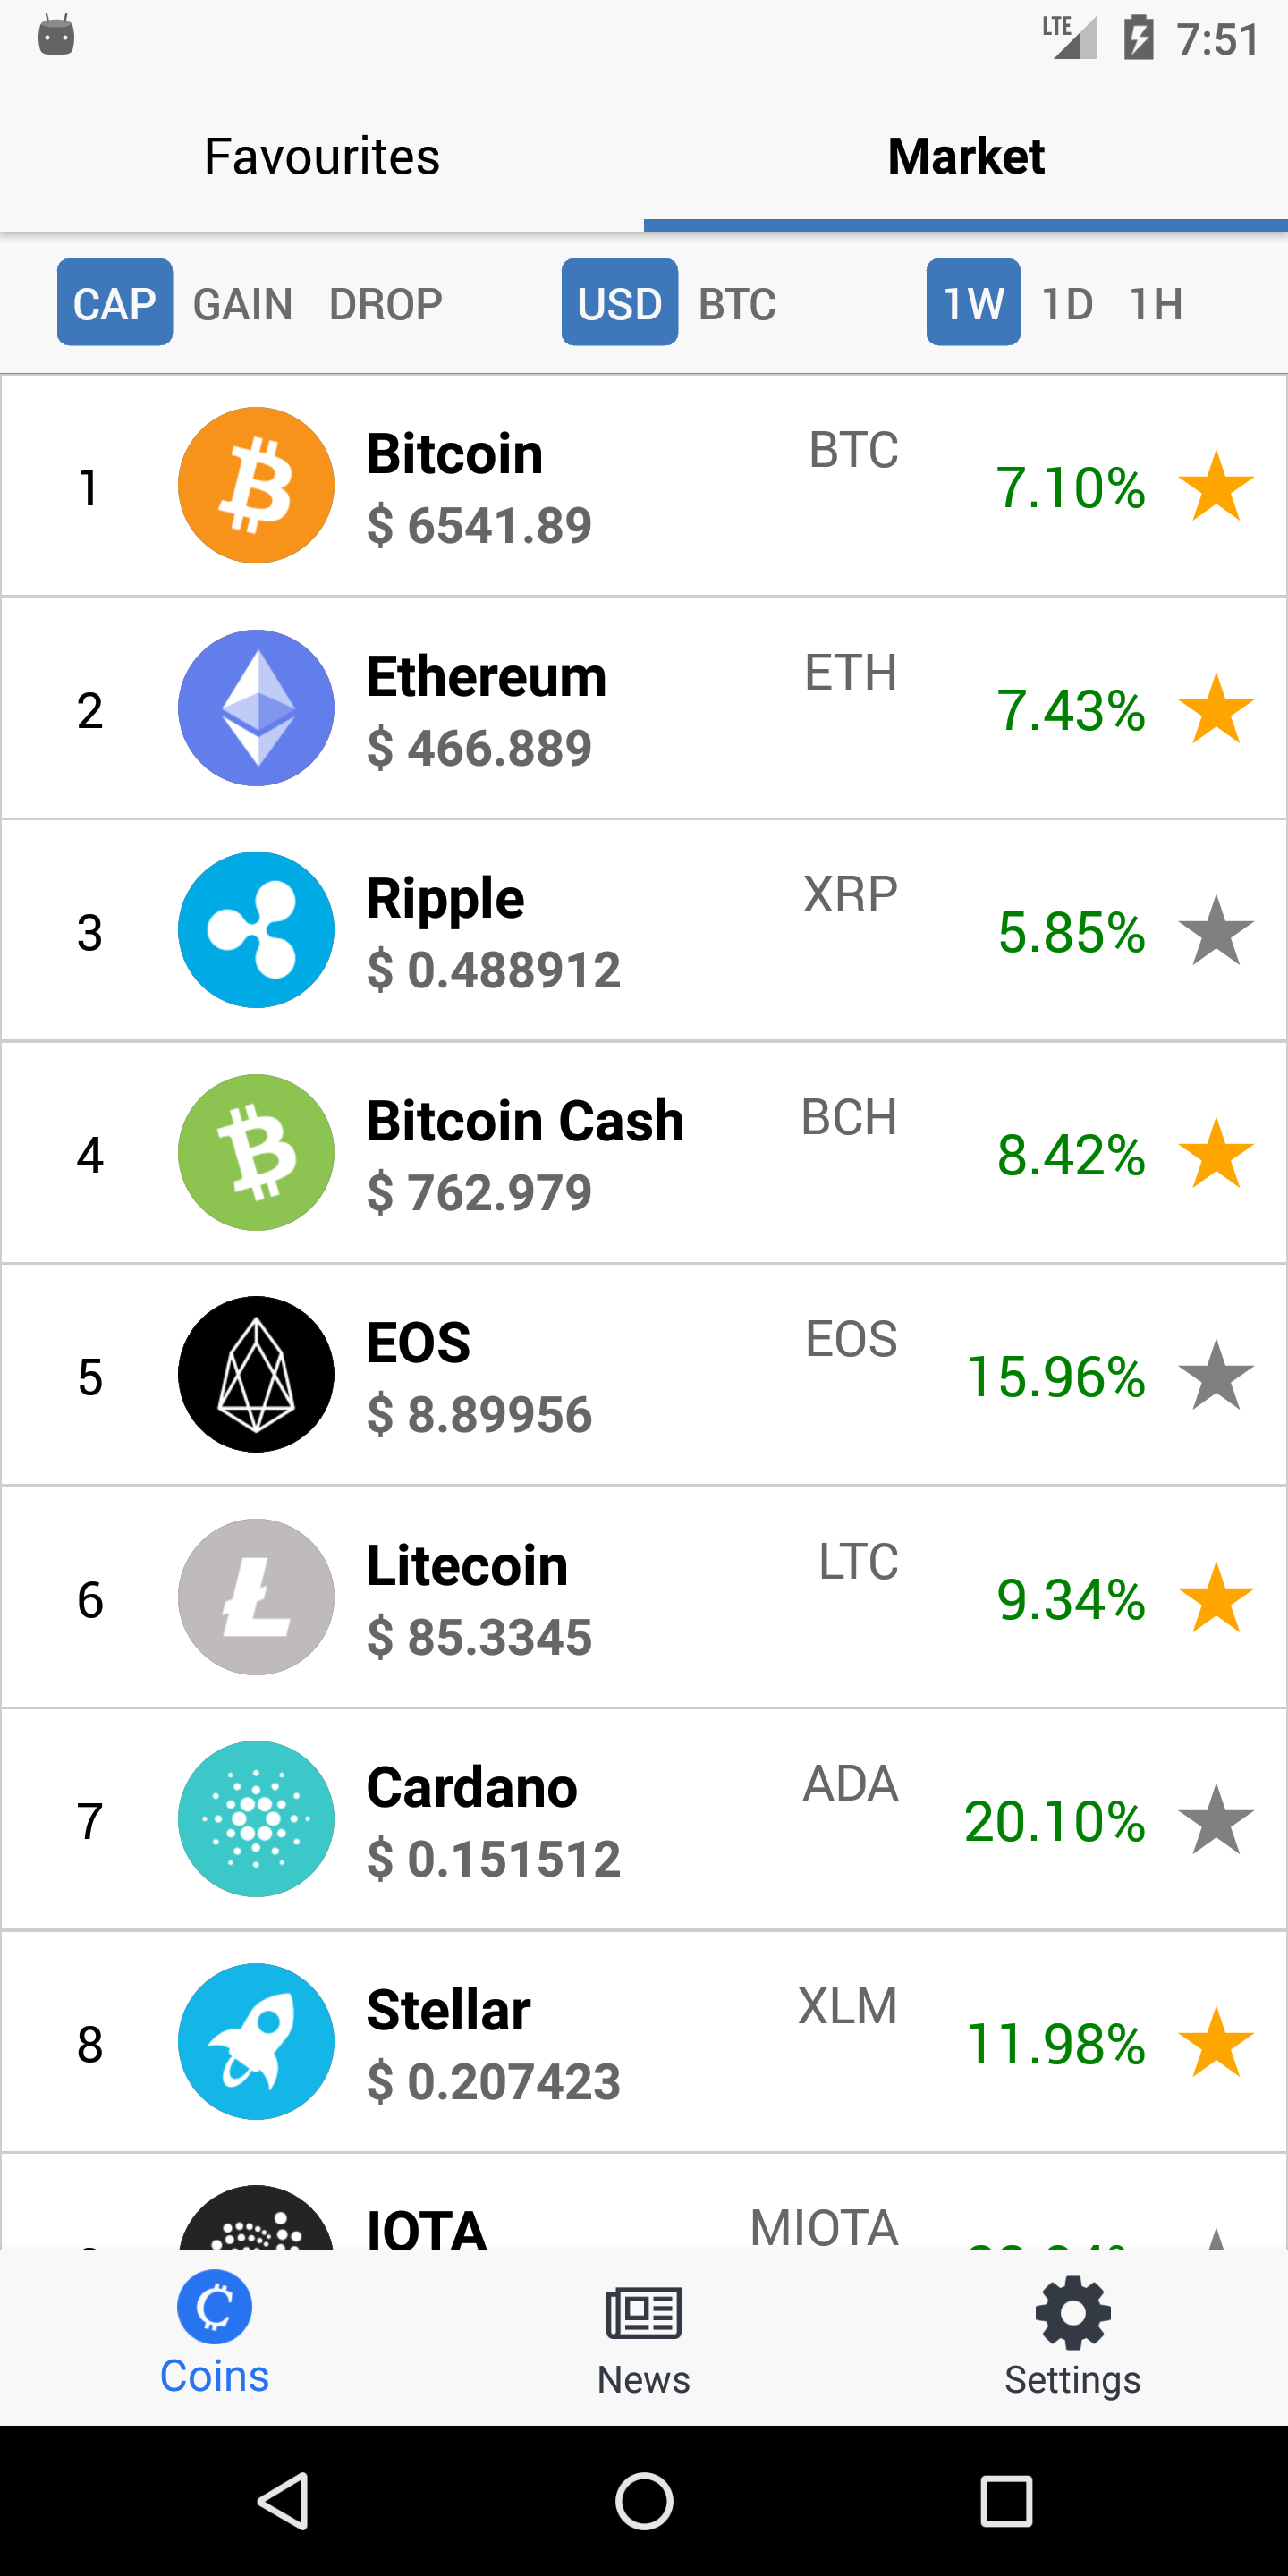 LTE 7:51
Favourites Market
CAP GAIN DROP USD BTC 1W 1D 1H
1 Bitcoin BTC 7.10%
$ 6541.89
2 Ethereum ETH 7.43%
$ 466.889
3 Ripple XRP 5.85%
$ 0.488912
4 Bitcoin Cash BCH 8.42%
$ 762.979
5 EOS EOS 15.96%
$ 8.89956
6 Litecoin LTC 9.34%
$ 85.3345
7 Cardano ADA 20.10%
$ 0.151512
8 Stellar XLM 11.98%
$ 0.207423
IOTA MIOTA
Coins News Settings